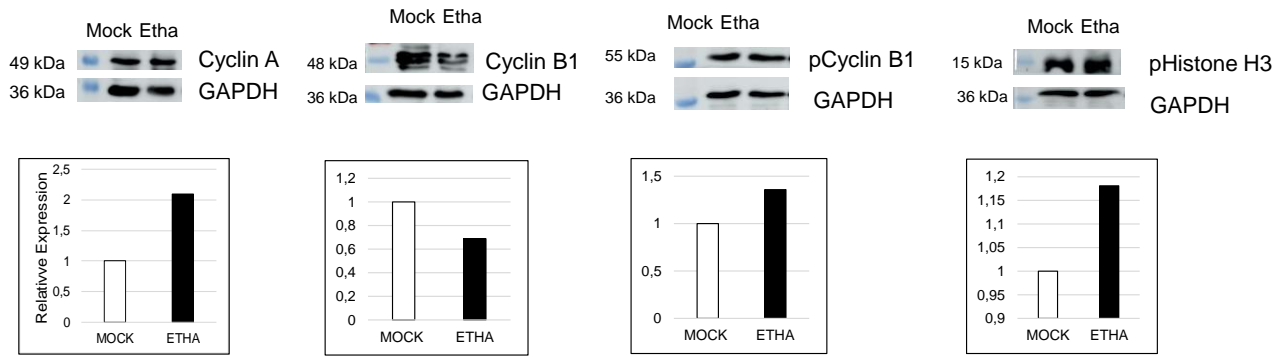 Mock Etha
49 kDa
Cyclin A
36 kDa
GAPDH
Mock Etha
48 kDa
Cyclin B1
36 kDa
GAPDH
Mock Etha
55 kDa
pCyclin B1
36 kDa
GAPDH
Mock Etha
15 kDa
pHistone H3
36 kDa
GAPDH
Relativve Expression
2,5
2
1,5
1
0,5
0
MOCK ETHA
1,2
1
0,8
0,6
0,4
0,2
0
MOCK ETHA
1,5
1
0,5
0
MOCK ETHA
1,2
1,15
1,1
1,05
1
0,95
0,9
MOCK ETHA